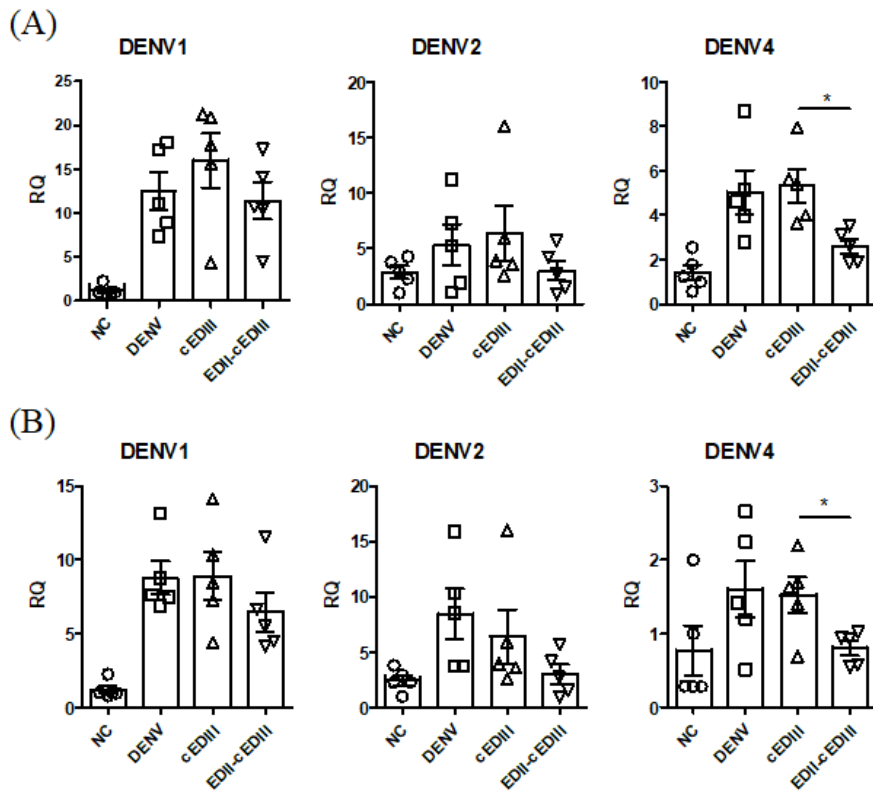 (A)
DENV1
DENV2
DENV4
RQ
25
20
15
10
5
0
NC
DENV
cEDIII
EDII-cEDIII
RQ
20
15
10
5
0
NC
DENV
cEDIII
EDII-cEDIII
RQ
10
8
6
4
2
0
*
NC
DENV
cEDIII
EDII-cEDIII
(B)
DENV1
DENV2
DENV4
RQ
15
10
5
0
NC
DENV
cEDIII
EDII-cEDIII
RQ
20
15
10
5
0
NC
DENV
cEDIII
EDII-cEDIII
RQ
3
2
1
0
*
NC
DENV
cEDIII
EDII-cEDIII